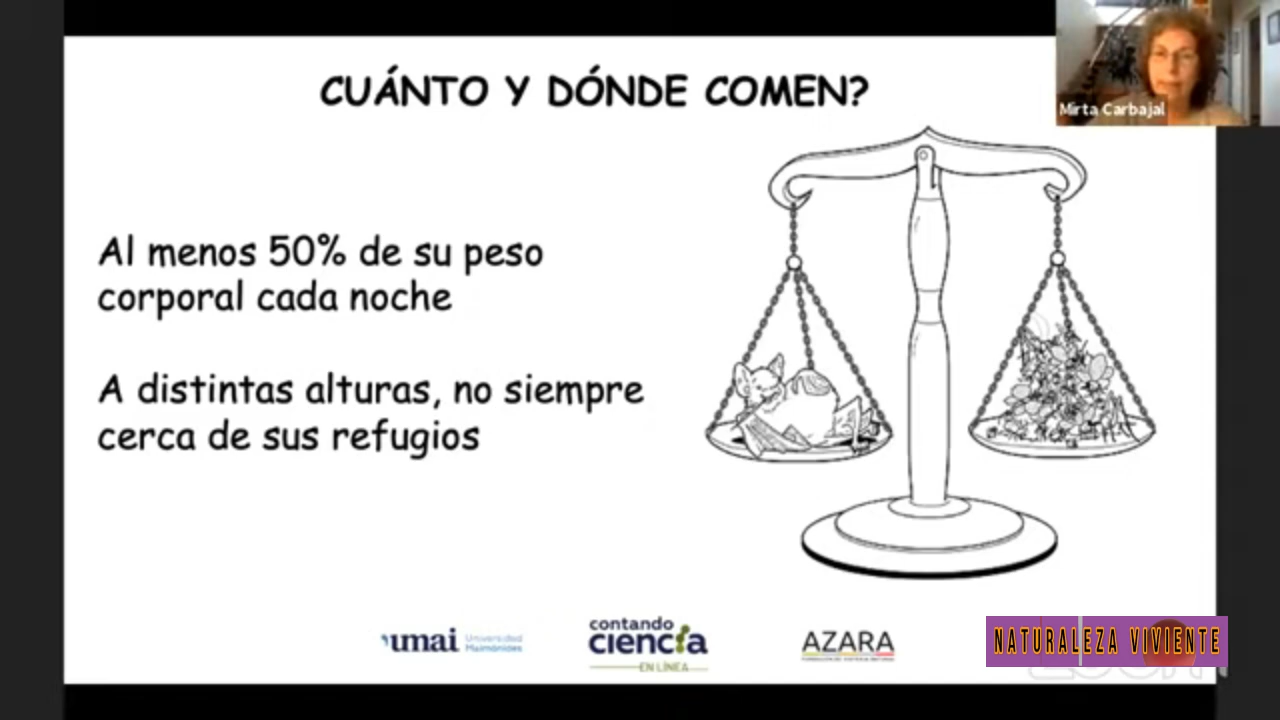 CUÁNTO Y DÓNDE COMEN?
Mirta Carbajal
Al menos 50% de su peso
corporal cada noche
A distintas alturas, no siempre
cerca de sus refugios
umai Universidad
Maimónides
contando
ciencia
EN LÍNEA
AZARA
NATURALEZA VIVIENTE